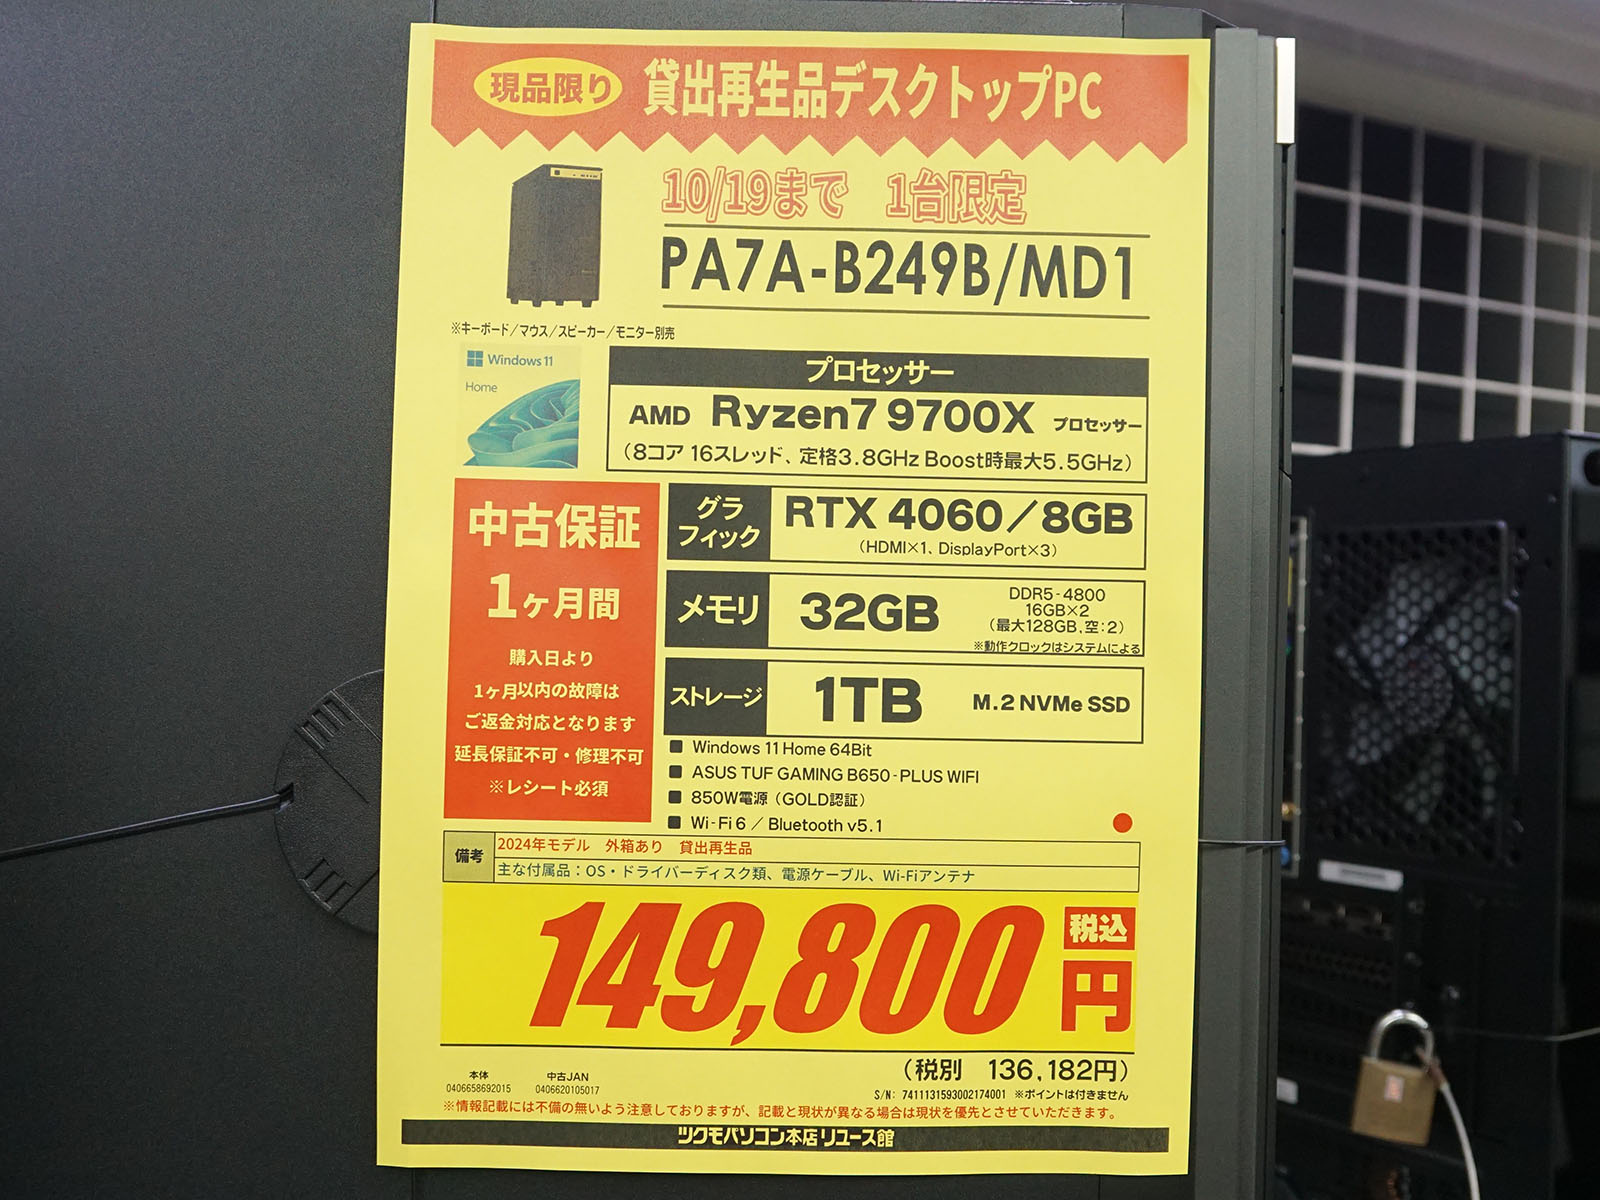 現品限り 貸出再生品デスクトップPC
10/19まで 1台限定
PA7A-B249B/MD1
※キーボード/マウス/スピーカー/モニター別売
Windows 11
Home
プロセッサー
AMD Ryzen7 9700X プロセッサー
(8コア 16スレッド、定格3.8GHz Boost時最大5.5GHz)
中古保証
1ヶ月間
購入日より
1ヶ月以内の故障は
ご返金対応となります
延長保証不可・修理不可
※レシート必須
グラフィック
RTX 4060/8GB
(HDMI×1、DisplayPort×3)
メモリ
32GB
DDR5-4800
16GB×2
(最大128GB,空:2)
※動作クロックはシステムによる
ストレージ
1TB M.2 NVMe SSD
■ Windows 11 Home 64Bit
■ ASUS TUF GAMING B650-PLUS WIFI
■ 850W電源(GOLD認証)
■ Wi-Fi 6 / Bluetooth v5.1
備考
2024年モデル 外箱あり 貸出再生品
主な付属品:OS・ドライバーディスク類、電源ケーブル、Wi-Fiアンテナ
149,800円 税込
(税別 136,182円)
本体 中古JAN
0406658692015 0406620105017
S/N: 7411131593002174001 ※ポイントは付きません
※情報記載には不備の無いよう注意しておりますが、記載と現状が異なる場合は現状を優先とさせていただきます。
ツクモパソコン本店リユース館